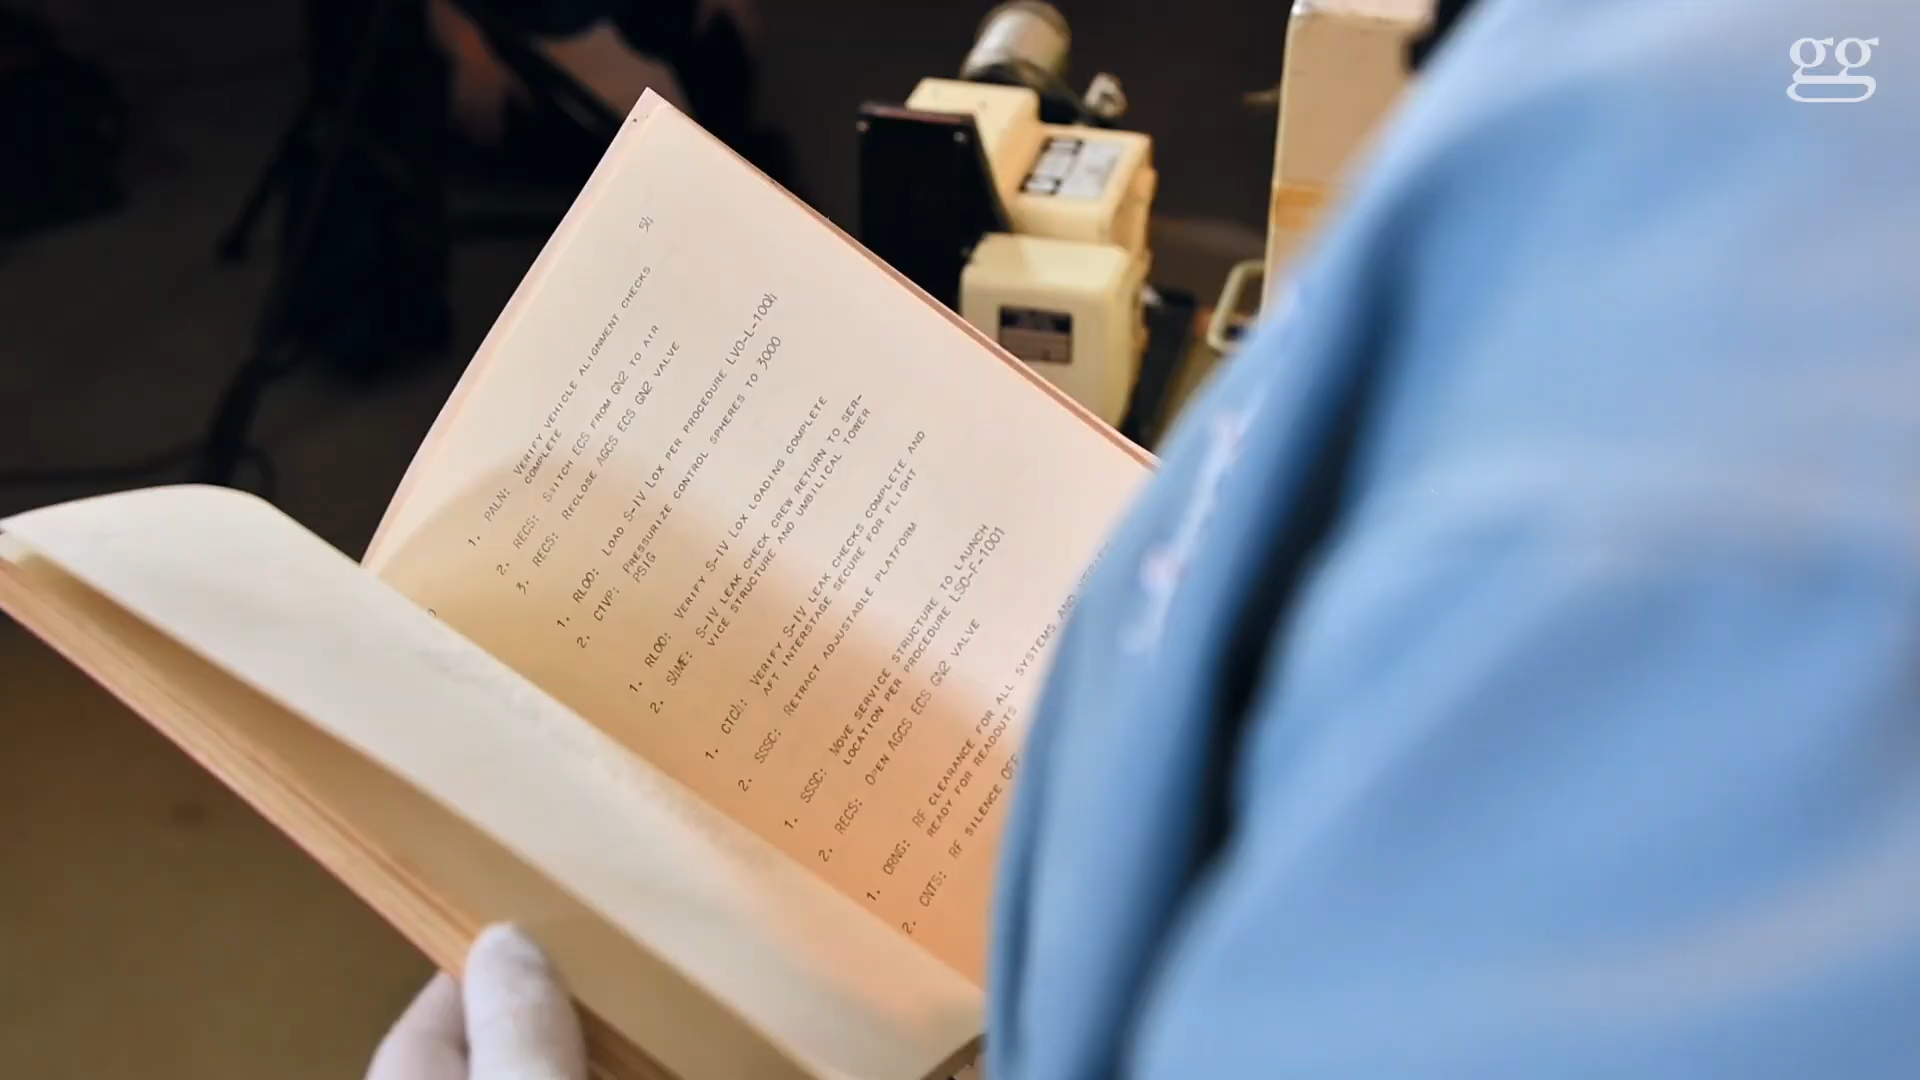 gg
54
1. PALN: VERIFY VEHICLE ALIGNMENT CHECKS
COMPLETE
2. RECS: SWITCH ECS FROM GN2 TO AIR
3. RECS: RECLOSE AGCS ECS GN2 VALVE
1. RLOO: LOAD S-IV LOX PER PROCEDURE LVO-L-1004
2. C1VP: PRESSURIZE CONTROL SPHERES TO 3000
PSIG
1. RLOO: VERIFY S-IV LOX LOADING COMPLETE
2. S4ME: S-IV LEAK CHECK CREW RETURN TO SER-
VICE STRUCTURE AND UMBILICAL TOWER
1. CTC4: VERIFY S-IV LEAK CHECKS COMPLETE AND
AFT INTERSTAGE SECURE FOR FLIGHT
2. SSSC: RETRACT ADJUSTABLE PLATFORM
1. SSSC: MOVE SERVICE STRUCTURE TO LAUNCH
LOCATION PER PROCEDURE LSO-F-1001
2. RECS: OPEN AGCS ECS GN2 VALVE
1. ORNG: RF CLEARANCE FOR ALL SYSTEMS AND
READY FOR READOUTS
2. CNTS: RF SILENCE OFF